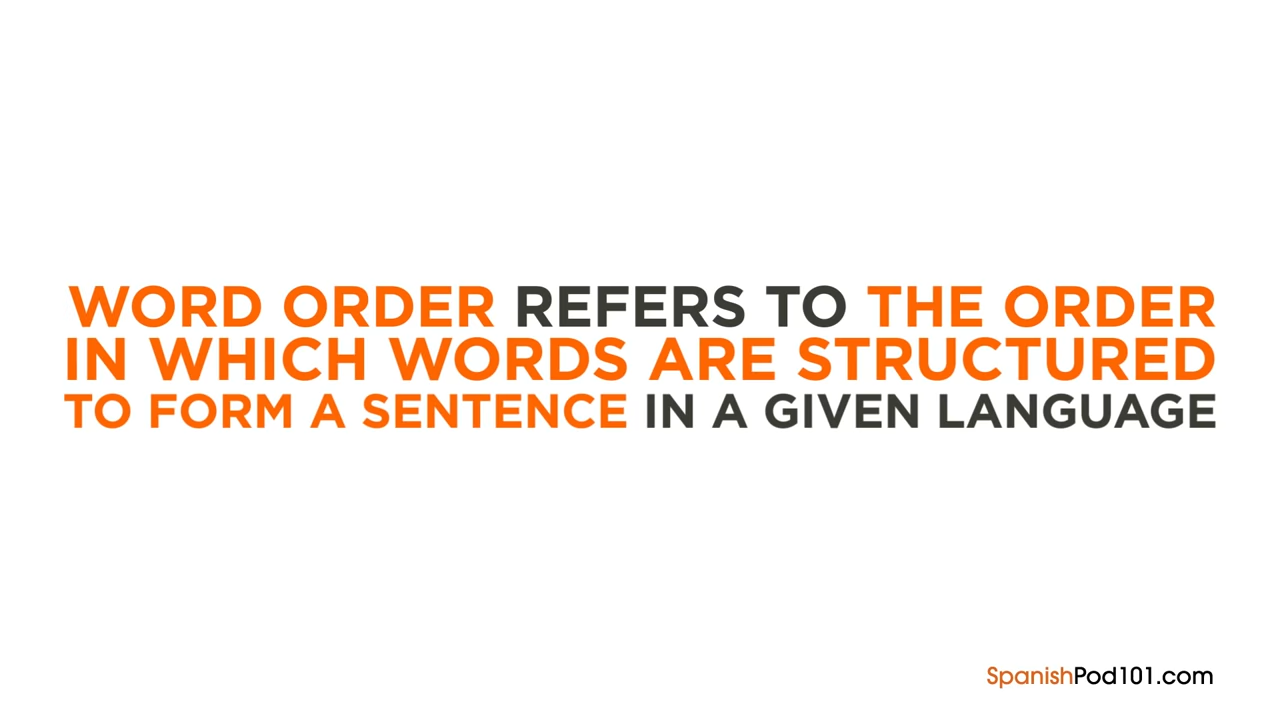 WORD ORDER REFERS TO THE ORDER
IN WHICH WORDS ARE STRUCTURED
TO FORM A SENTENCE IN A GIVEN LANGUAGE
SpanishPod101.com